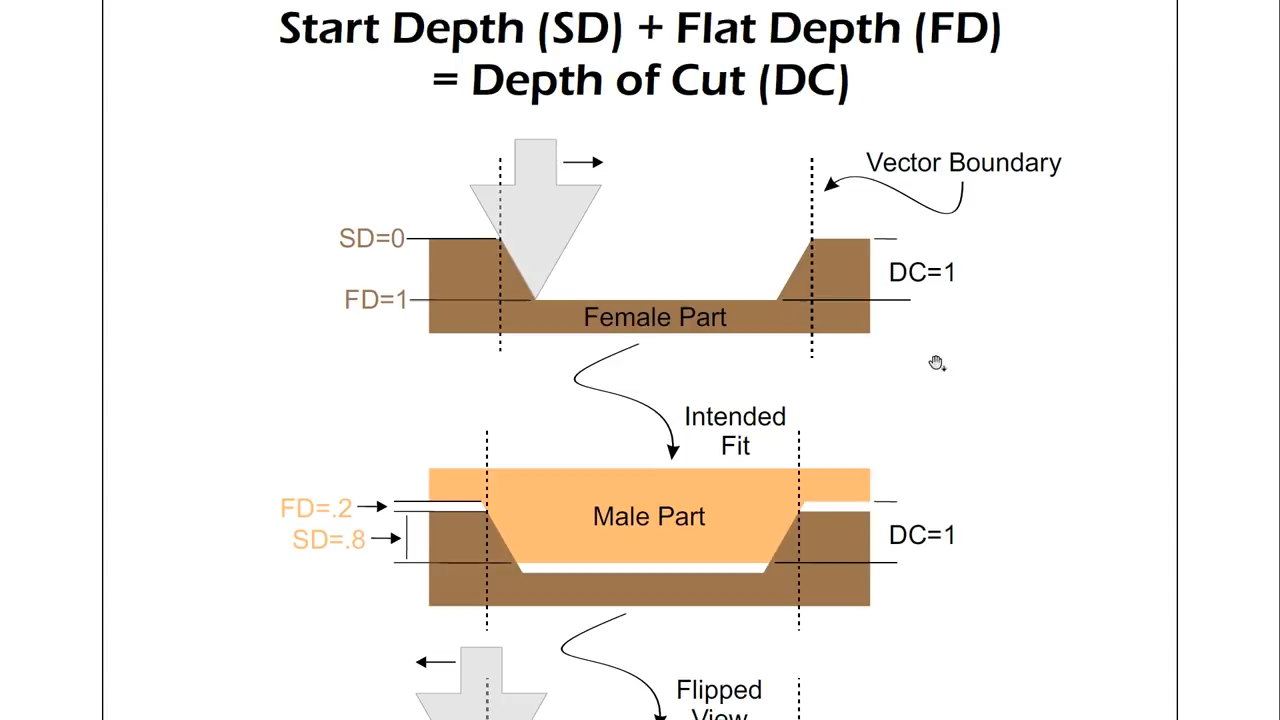 Start Depth (SD) + Flat Depth (FD)
= Depth of Cut (DC)
Vector Boundary
SD=0
DC=1
FD=1
Female Part
Intended
Fit
FD=.2
Male Part
SD=.8
DC=1
Flipped
View